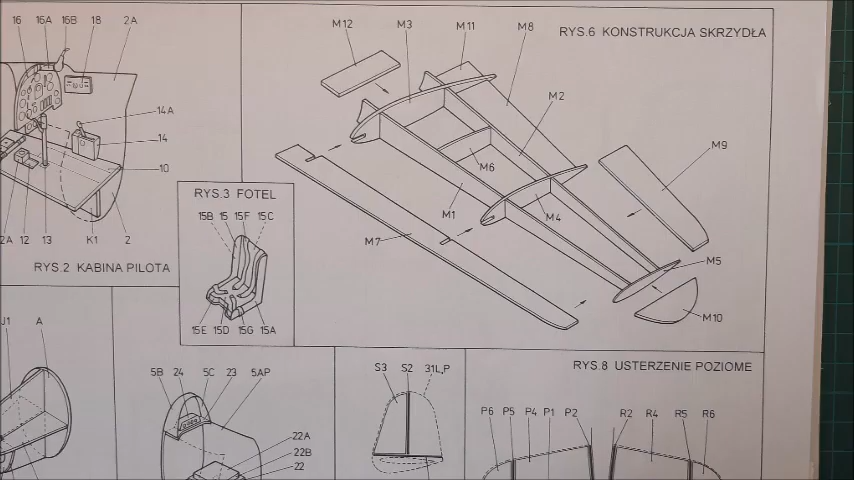 16 16A 16B 18 2A
14A
14
10
2A 12 13 K1 2
RYS.2 KABINA PILOTA
RYS.3 FOTEL
15B 15 15F 15C
15E 15D 15G 15A
RYS.6 KONSTRUKCJA SKRZYDŁA
M12 M3 M11 M8
M2
M9
M6
M1 M4
M7
M5
M10
J1 A
5B 24 5C 23 5AP
22A
22B
22
S3 S2 31L,P
RYS.8 USTERZENIE POZIOME
P6 P5 P4 P1 P2 R2 R4 R5 R6